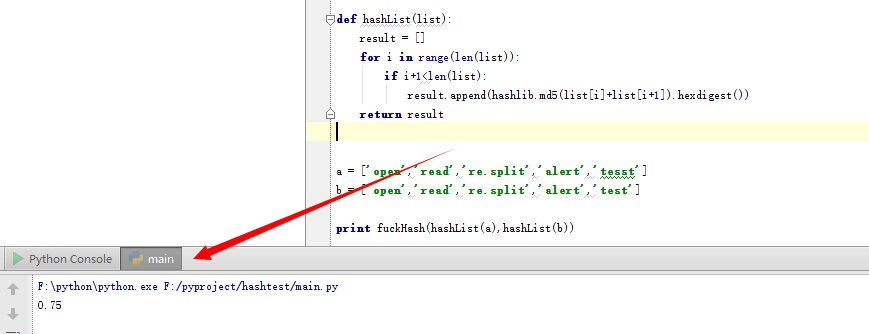 def hashList(list):
result = []
for i in range(len(list)):
if i+1<len(list):
result.append(hashlib.md5(list[i]+list[i+1]).hexdigest())
return result
a = ['open','read','re.split','alert','tesst']
b = ['open','read','re.split','alert','test']
print fuckHash(hashList(a),hashList(b))
Python Console main
F:\python\python.exe F:/pyproject/hashtest/main.py
0.75